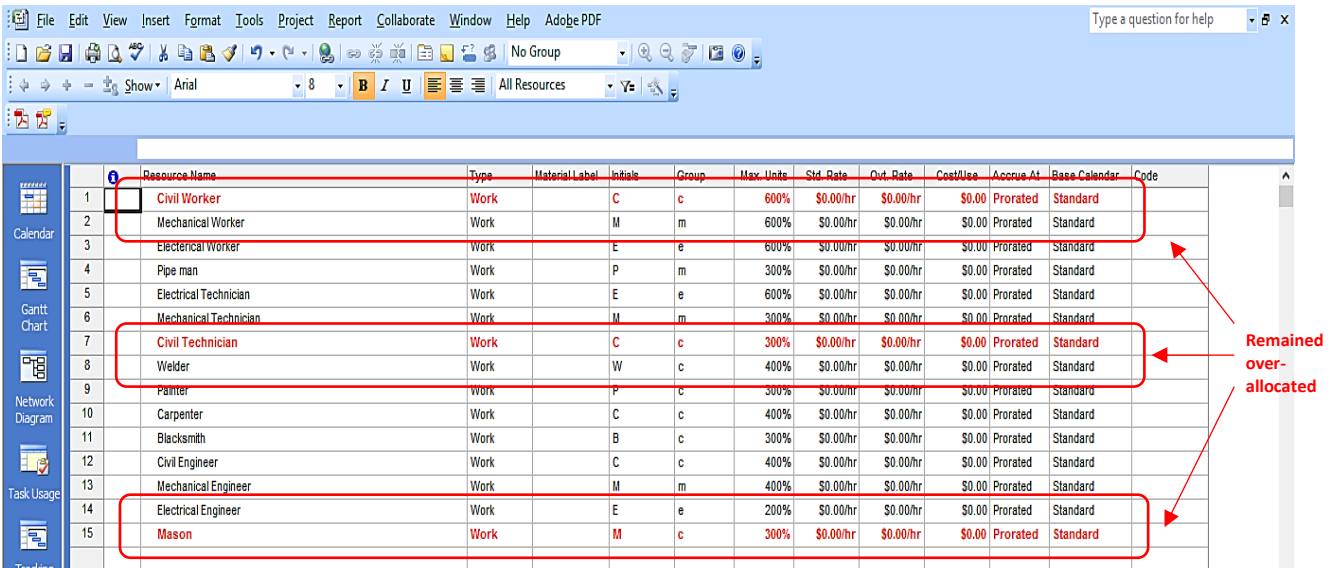 File Edit View Insert Format Tools Project Report Collaborate Window Help Adobe PDF Type a question for help
ABC No Group
Show Arial 8 B I U All Resources
Resource Name Type Material Label Initials Group Max. Units Std. Rate Ovt. Rate Cost/Use Accrue At Base Calendar Code
1 Civil Worker Work C c 600% $0.00/hr $0.00/hr $0.00 Prorated Standard
2 Mechanical Worker Work M m 600% $0.00/hr $0.00/hr $0.00 Prorated Standard
3 Electerical Worker Work E e 600% $0.00/hr $0.00/hr $0.00 Prorated Standard
4 Pipe man Work P m 300% $0.00/hr $0.00/hr $0.00 Prorated Standard
5 Electrical Technician Work E e 600% $0.00/hr $0.00/hr $0.00 Prorated Standard
6 Mechanical Technician Work M m 300% $0.00/hr $0.00/hr $0.00 Prorated Standard
7 Civil Technician Work C c 300% $0.00/hr $0.00/hr $0.00 Prorated Standard
8 Welder Work W c 400% $0.00/hr $0.00/hr $0.00 Prorated Standard
9 Painter Work P c 300% $0.00/hr $0.00/hr $0.00 Prorated Standard
10 Carpenter Work C c 400% $0.00/hr $0.00/hr $0.00 Prorated Standard
11 Blacksmith Work B c 300% $0.00/hr $0.00/hr $0.00 Prorated Standard
12 Civil Engineer Work C c 400% $0.00/hr $0.00/hr $0.00 Prorated Standard
13 Mechanical Engineer Work M m 400% $0.00/hr $0.00/hr $0.00 Prorated Standard
14 Electrical Engineer Work E e 200% $0.00/hr $0.00/hr $0.00 Prorated Standard
15 Mason Work M c 300% $0.00/hr $0.00/hr $0.00 Prorated Standard
Calendar
Gantt
Chart
Network
Diagram
Task Usage
Tracking
Remained
over-
allocated